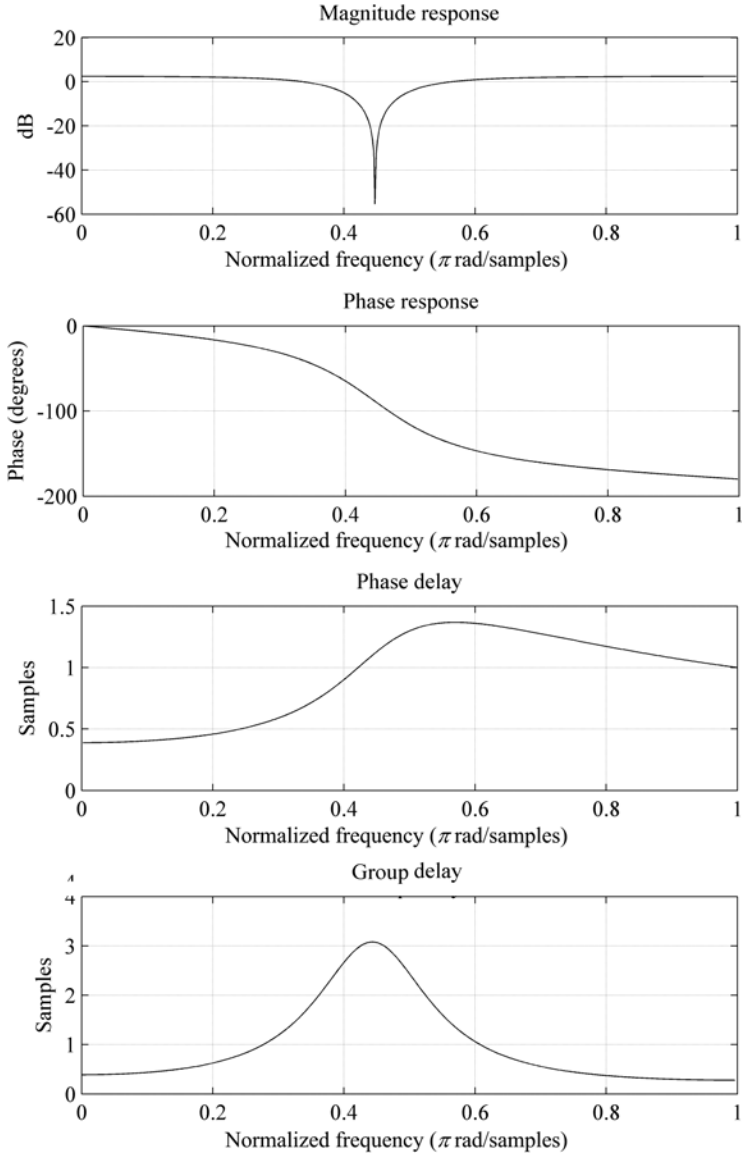 Magnitude response
20
0
-20
-40
-60
dB
0 0.2 0.4 0.6 0.8 1
Normalized frequency (π rad/samples)
Phase response
0
-100
-200
Phase (degrees)
0 0.2 0.4 0.6 0.8 1
Normalized frequency (π rad/samples)
Phase delay
1.5
1
0.5
0
Samples
0 0.2 0.4 0.6 0.8 1
Normalized frequency (π rad/samples)
Group delay
4
3
2
1
0
Samples
0 0.2 0.4 0.6 0.8 1
Normalized frequency (π rad/samples)